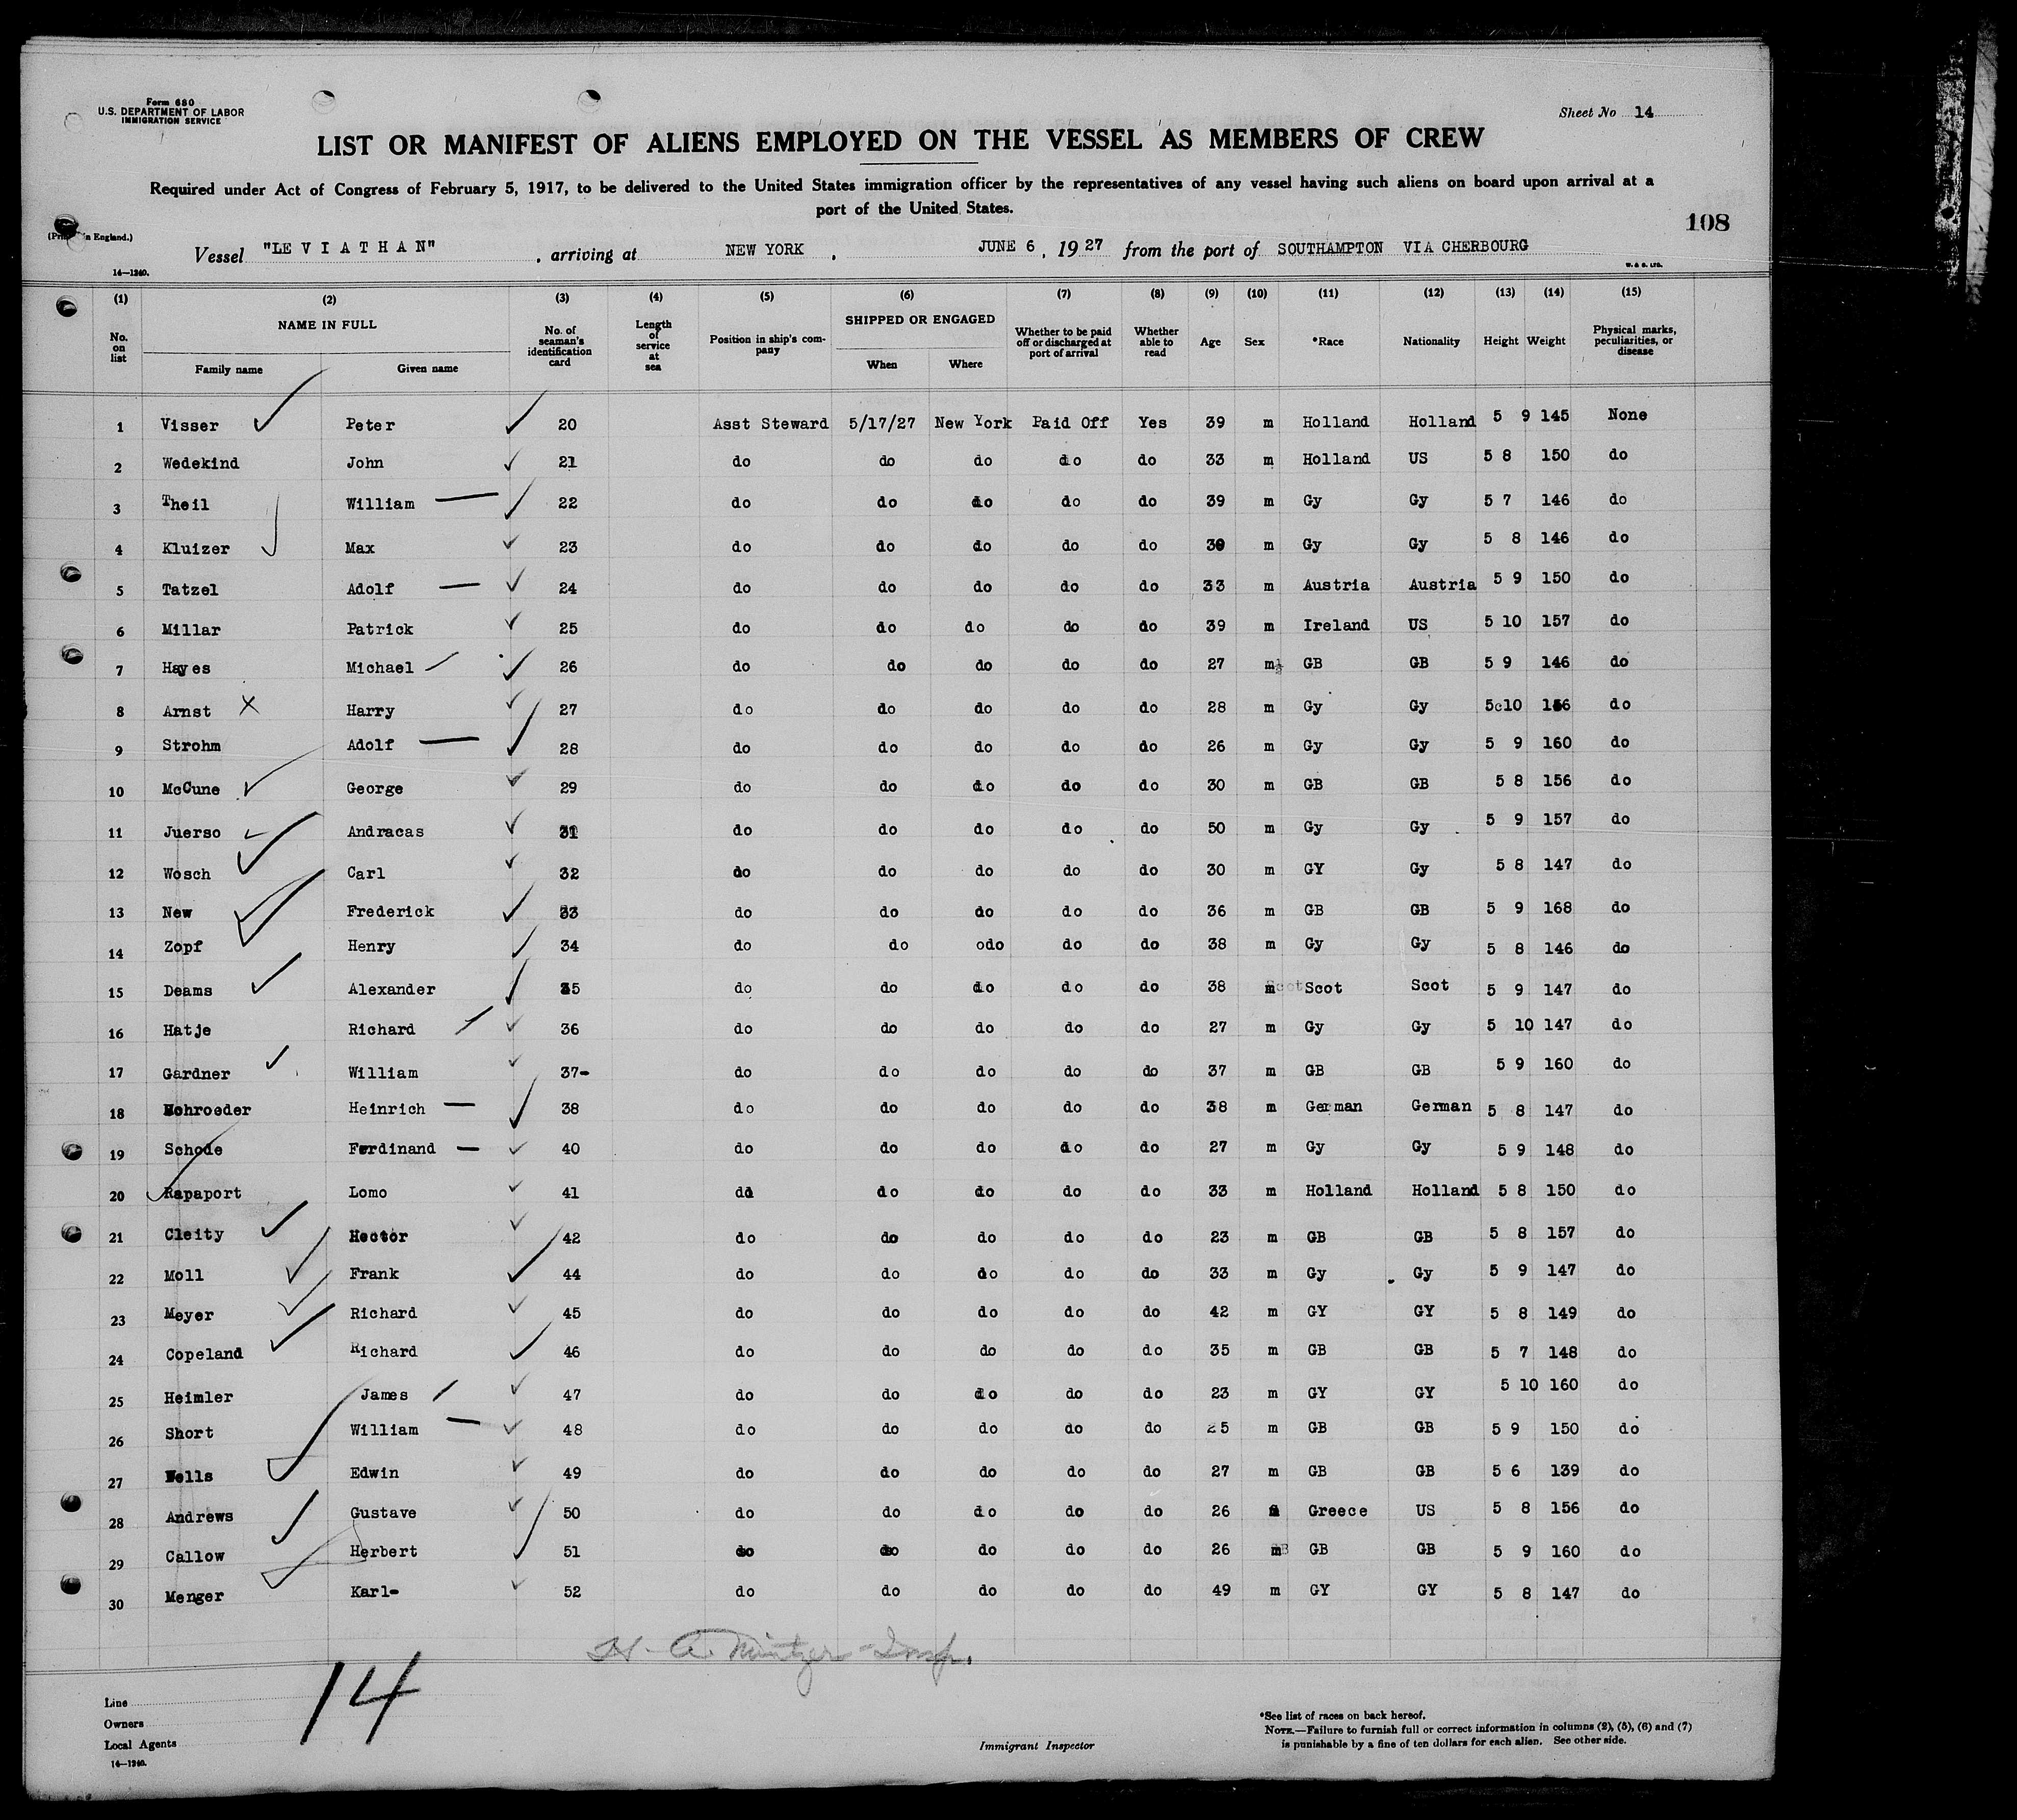 Form 680
U.S. DEPARTMENT OF LABOR
IMMIGRATION SERVICE
Sheet No 14
LIST OR MANIFEST OF ALIENS EMPLOYED ON THE VESSEL AS MEMBERS OF CREW
Required under Act of Congress of February 5, 1917, to be delivered to the United States immigration officer by the representatives of any vessel having such aliens on board upon arrival at a
port of the United States.
108
Vessel "LE V I A T H A N" , arriving at NEW YORK , JUNE 6 , 19 27 from the port of SOUTHAMPTON VIA CHERBOURG
14—1240. W. & S. LTD.
(1) (2) (3) (4) (5) (6) (7) (8) (9) (10) (11) (12) (13) (14) (15)
No. on list NAME IN FULL Family name Given name No. of seaman's identification card Length of service at sea Position in ship's company SHIPPED OR ENGAGED When Where Whether to be paid off or discharged at port of arrival Whether able to read Age Sex *Race Nationality Height Weight Physical marks, peculiarities, or disease
1 Visser Peter 20 Asst Steward 5/17/27 New York Paid Off Yes 39 m Holland Holland 5 9 145 None
2 Wedekind John 21 do do do do do 33 m Holland US 5 8 150 do
3 Theil William 22 do do do do do 39 m Gy Gy 5 7 146 do
4 Kluizer Max 23 do do do do do 30 m Gy Gy 5 8 146 do
5 Tatzel Adolf 24 do do do do do 33 m Austria Austria 5 9 150 do
6 Millar Patrick 25 do do do do do 39 m Ireland US 5 10 157 do
7 Hayes Michael 26 do do do do do 27 m GB GB 5 9 146 do
8 Arnst Harry 27 do do do do do 28 m Gy Gy 5 10 156 do
9 Strohm Adolf 28 do do do do do 26 m Gy Gy 5 9 160 do
10 McCune George 29 do do do do do 30 m GB GB 5 8 156 do
11 Juerso Andracas 31 do do do do do 50 m Gy Gy 5 9 157 do
12 Wosch Carl 32 do do do do do 30 m GY Gy 5 8 147 do
13 New Frederick 33 do do do do do 36 m GB GB 5 9 168 do
14 Zopf Henry 34 do do odo do do 38 m Gy Gy 5 8 146 do
15 Deams Alexander 35 do do do do do 38 m Scot Scot 5 9 147 do
16 Hatje Richard 36 do do do do do 27 m Gy Gy 5 10 147 do
17 Gardner William 37- do do do do do 37 m GB GB 5 9 160 do
18 Schroeder Heinrich 38 do do do do do 38 m German German 5 8 147 do
19 Schode Ferdinand 40 do do do do do 27 m Gy Gy 5 9 148 do
20 Rapaport Lomo 41 do do do do do 33 m Holland Holland 5 8 150 do
21 Cleity Hector 42 do do do do do 23 m GB GB 5 8 157 do
22 Moll Frank 44 do do do do do 33 m Gy Gy 5 9 147 do
23 Meyer Richard 45 do do do do do 42 m GY GY 5 8 149 do
24 Copeland Richard 46 do do do do do 35 m GB GB 5 7 148 do
25 Heimler James 47 do do do do do 23 m GY GY 5 10 160 do
26 Short William 48 do do do do do 25 m GB GB 5 9 150 do
27 Wells Edwin 49 do do do do do 27 m GB GB 5 6 139 do
28 Andrews Gustave 50 do do do do do 26 m Greece US 5 8 156 do
29 Callow Herbert 51 do do do do do 26 m GB GB 5 9 160 do
30 Menger Karl- 52 do do do do do 49 m GY GY 5 8 147 do
H. A. Mintzer Insp.
14
Line
Owners
Local Agents
14—1240.
Immigrant Inspector
*See list of races on back hereof.
NOTE.—Failure to furnish full or correct information in columns (2), (5), (6) and (7)
is punishable by a fine of ten dollars for each alien. See other side.